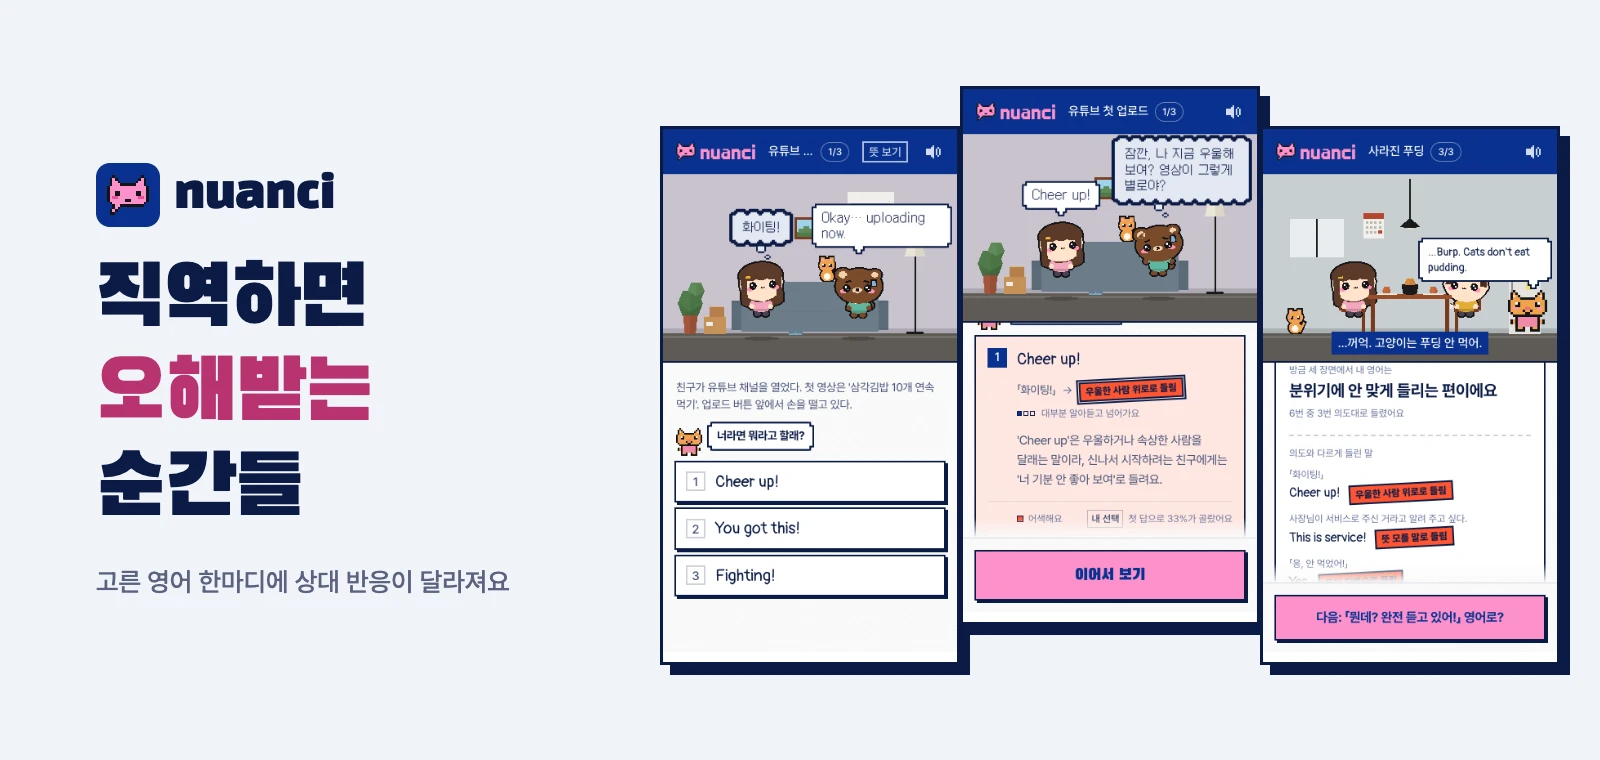 nuanci
직역하면
오해받는
순간들
고른 영어 한마디에 상대 반응이 달라져요
nuanci 유튜브 ... 1/3 뜻 보기
화이팅!
Okay… uploading
now.
친구가 유튜브 채널을 열었다. 첫 영상은 '삼각김밥 10개 연속
먹기'. 업로드 버튼 앞에서 손을 떨고 있다.
너라면 뭐라고 할래?
1 Cheer up!
2 You got this!
3 Fighting!
nuanci 유튜브 첫 업로드 1/3
잠깐, 나 지금 우울해
보여? 영상이 그렇게
별로야?
Cheer up!
1 Cheer up!
「화이팅!」 → 우울한 사람 위로로 들림
대부분 알아듣고 넘어가요
'Cheer up'은 우울하거나 속상한 사람을
달래는 말이라, 신나서 시작하려는 친구에게는
'너 기분 안 좋아 보여'로 들려요.
어색해요 내 선택 첫 답으로 33%가 골랐어요
이어서 보기
nuanci 사라진 푸딩 3/3
...Burp. Cats don't eat
pudding.
...꺼억. 고양이는 푸딩 안 먹어.
방금 세 장면에서 내 영어는
분위기에 안 맞게 들리는 편이에요
6번 중 3번 의도대로 들렸어요
의도와 다르게 들린 말
「화이팅!」
Cheer up! 우울한 사람 위로로 들림
사장님이 서비스로 주신 거라고 알려 주고 싶다.
This is service! 뜻 모를 말로 들림
「응, 안 먹었어!」
다음: 「뭔데? 완전 듣고 있어!」 영어로?